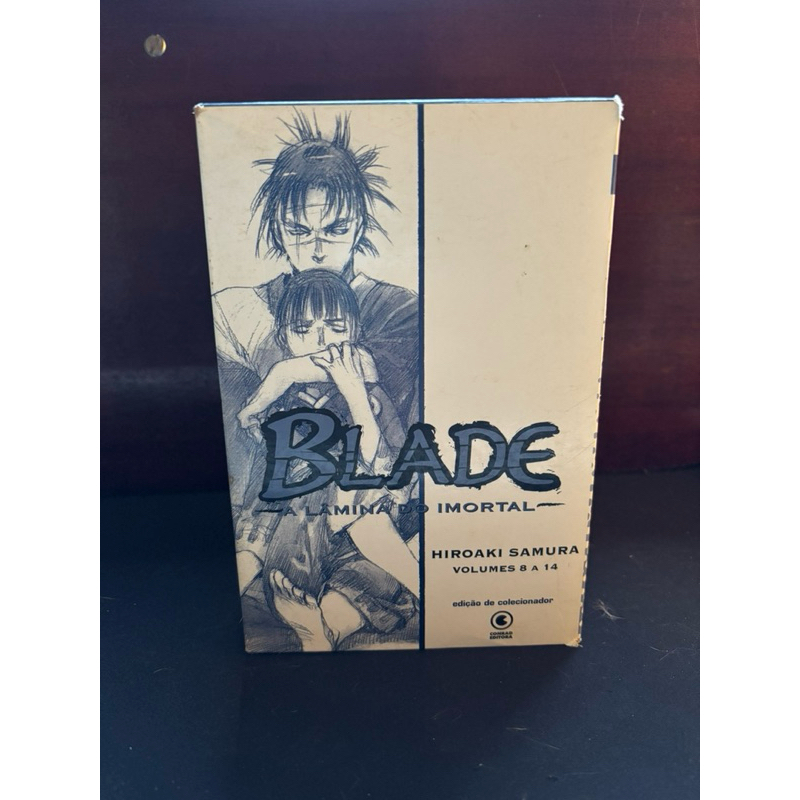 BLADE
A LÂMINA DO IMORTAL
HIROAKI SAMURA
VOLUMES 8 A 14
edição de colecionador
CONRAD
EDITORA